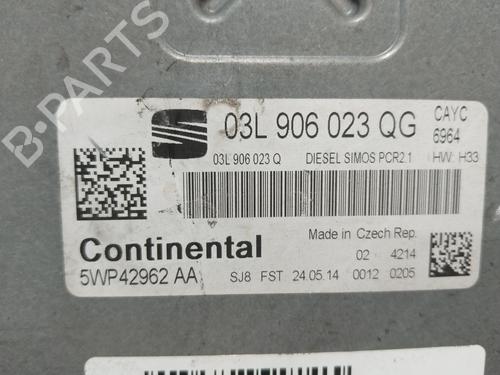 B-PARTS
03L 906 023 QG
CAYC
6964
03L 906 023 Q DIESEL SIMOS PCR2.1 HW: H33
Continental
Made in Czech Rep.
02 4214
5WP42962 AA SJ8 FST 24.05.14 0012 0205